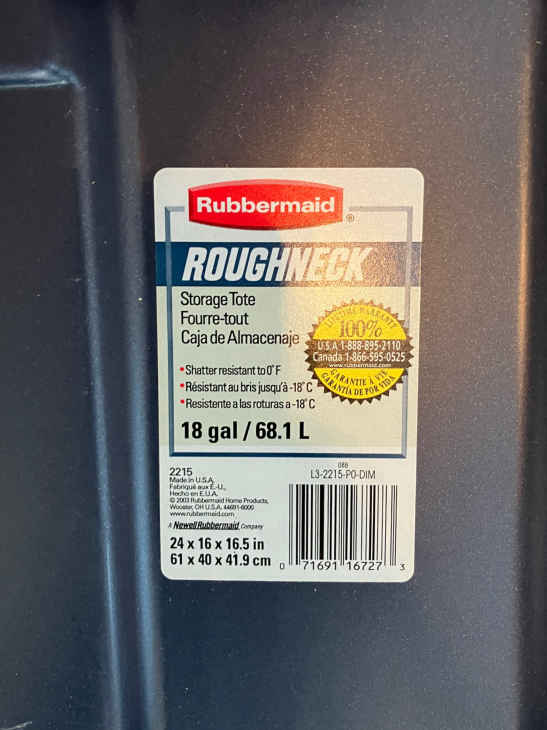 Rubbermaid®
ROUGHNECK
Storage Tote
Fourre-tout
Caja de Almacenaje
LIFETIME WARRANTY
100%
U.S.A 1-888-895-2110
Canada 1-866-595-0525
www.rubbermaid.com
GARANTIE À VIE
GARANTÍA DE POR VIDA
•Shatter resistant to 0˚F
•Résistant au bris jusqu'à -18˚C
•Resistente a las roturas a -18˚C
18 gal / 68.1 L
2215
Made in U.S.A.
Fabriqué aux É.-U.,
Hecho en E.U.A.
© 2003 Rubbermaid Home Products,
Wooster, OH U.S.A. 44691-6000
www.rubbermaid.com
A NewellRubbermaid Company
24 x 16 x 16.5 in
61 x 40 x 41.9 cm
088
L3-2215-P0-DIM
0 71691 16727 3